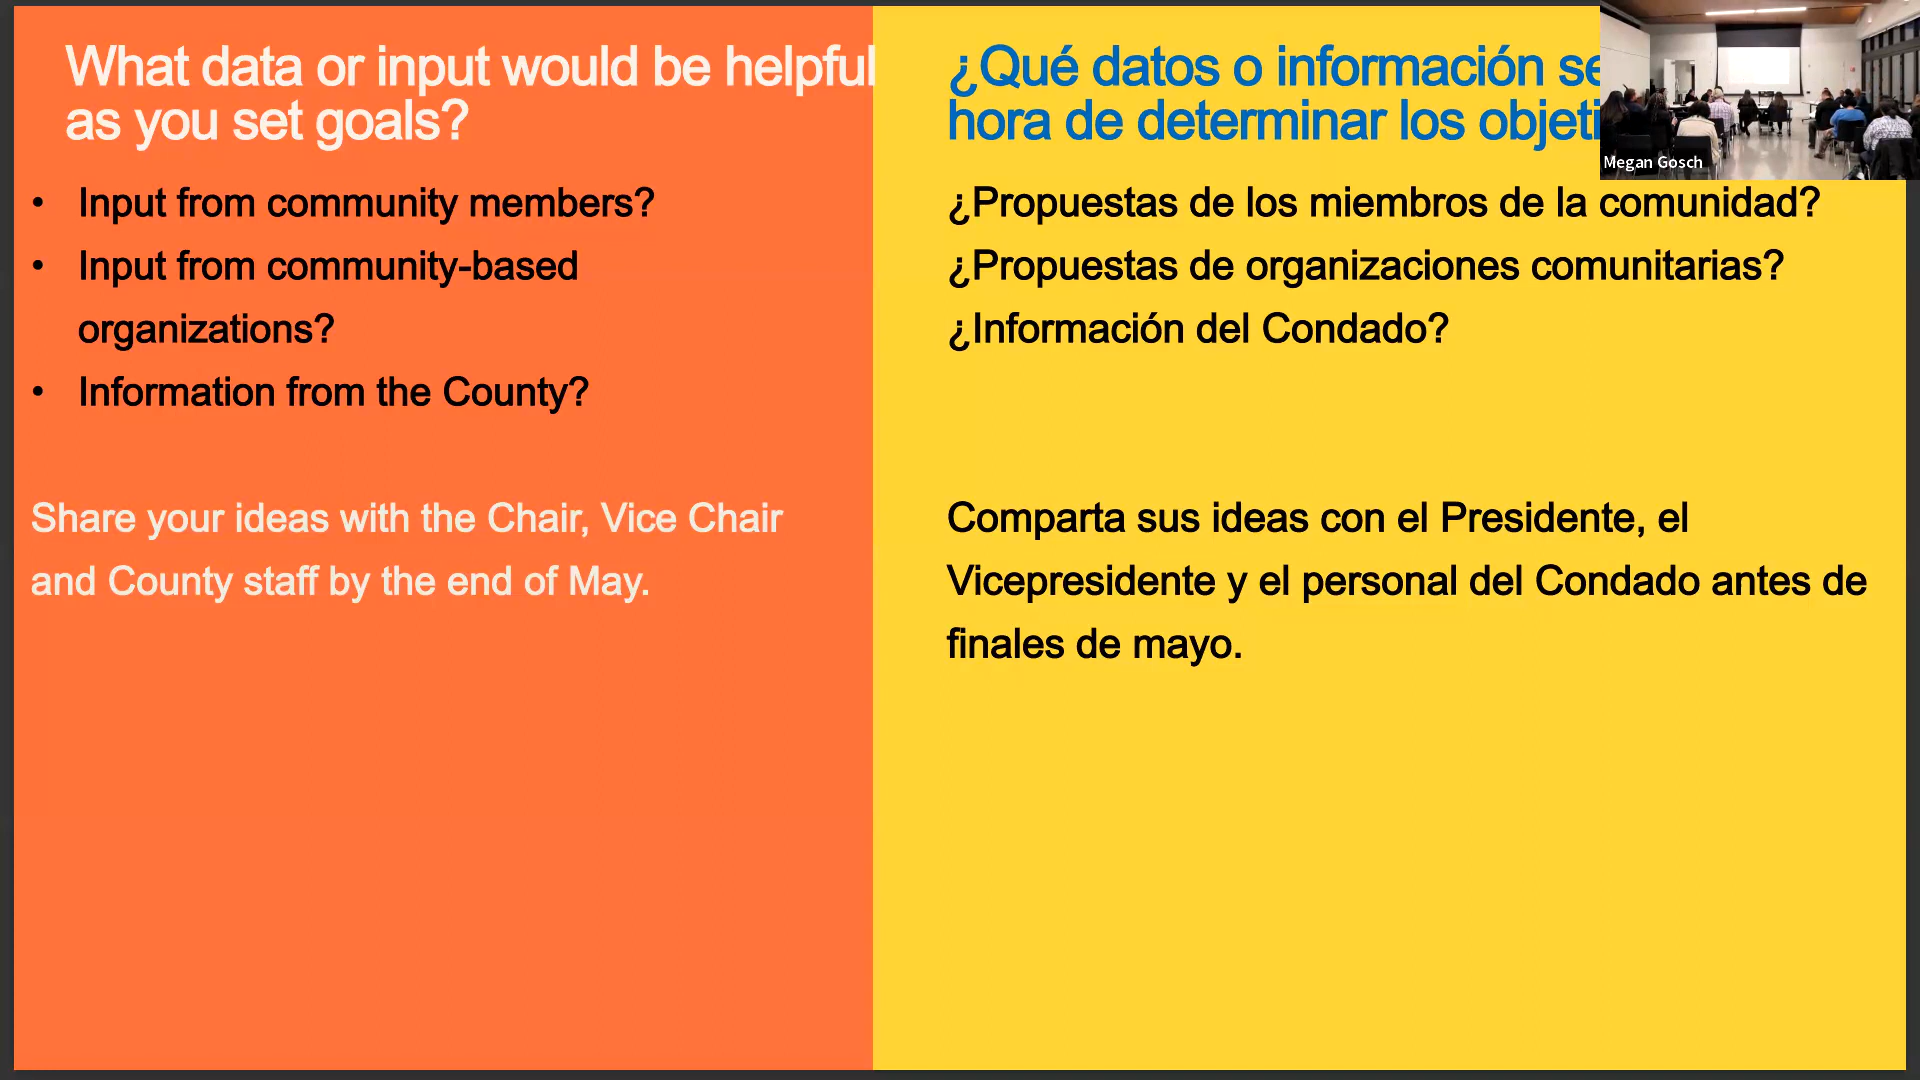 What data or input would be helpful
as you set goals?
• Input from community members?
• Input from community-based
organizations?
• Information from the County?
Share your ideas with the Chair, Vice Chair
and County staff by the end of May.
¿Qué datos o información
hora de determinar los
¿Propuestas de los miembros de la comunidad?
¿Propuestas de organizaciones comunitarias?
¿Información del Condado?
Comparta sus ideas con el Presidente, el
Vicepresidente y el personal del Condado antes de
finales de mayo.
Megan Gosch